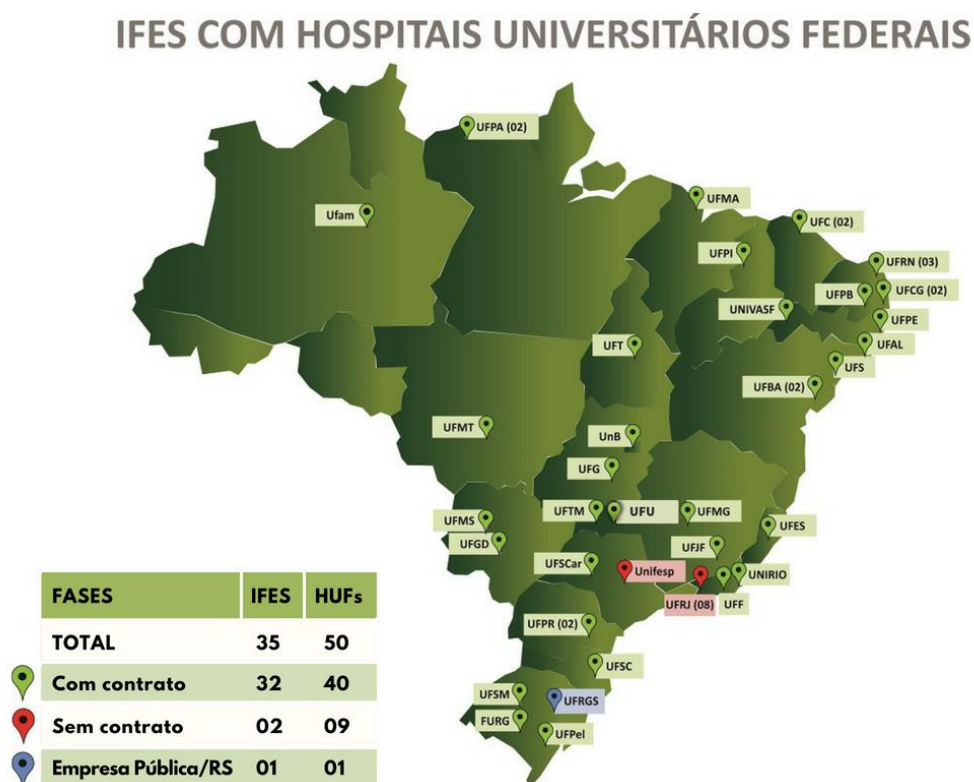 IFES COM HOSPITAIS UNIVERSITÁRIOS FEDERAIS
UFPA (02)
Ufam
UFMA
UFC (02)
UFPI
UFRN (03)
UFPB
UFCG (02)
UNIVASF
UFPE
UFT
UFAL
UFS
UFBA (02)
UFMT
UnB
UFG
UFMS
UFTM
UFU
UFMG
UFES
UFGD
UFJF
UFSCar
Unifesp
UNIRIO
UFRJ (08)
UFF
UFPR (02)
UFSC
UFSM
UFRGS
FURG
UFPel
FASES IFES HUFs
TOTAL 35 50
Com contrato 32 40
Sem contrato 02 09
Empresa Pública/RS 01 01